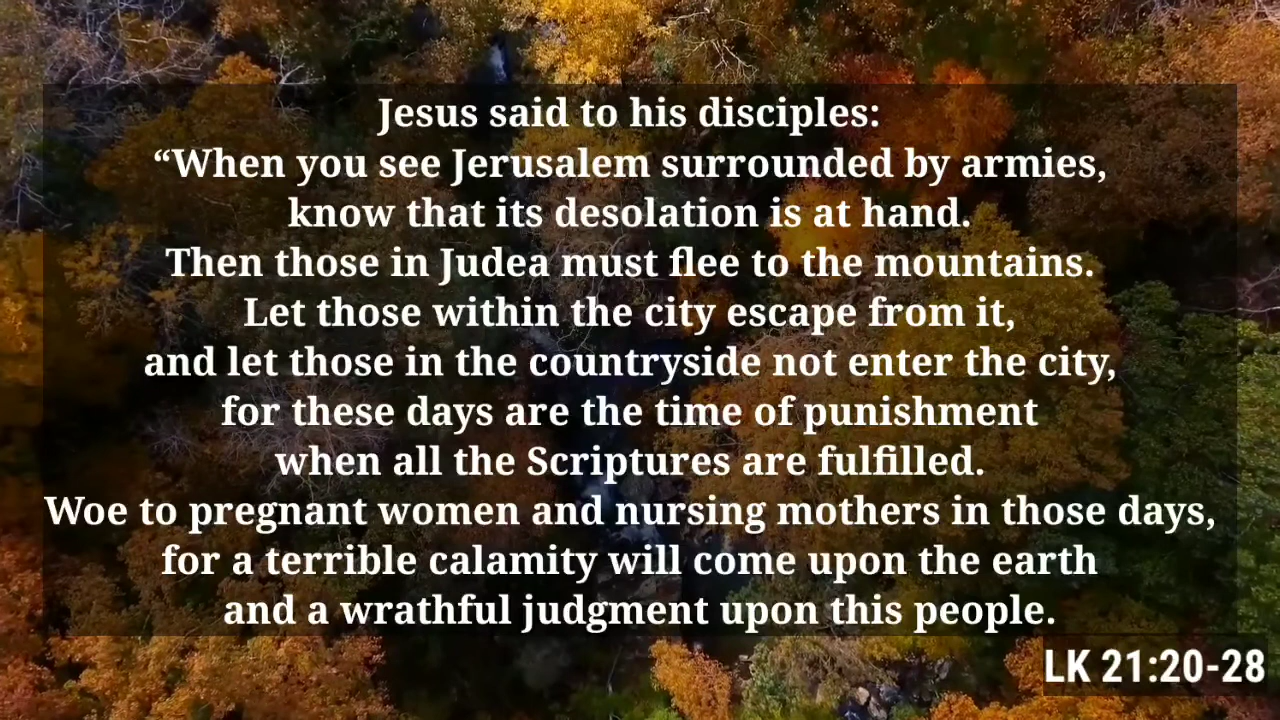 Jesus said to his disciples:
“When you see Jerusalem surrounded by armies,
know that its desolation is at hand.
Then those in Judea must flee to the mountains.
Let those within the city escape from it,
and let those in the countryside not enter the city,
for these days are the time of punishment
when all the Scriptures are fulfilled.
Woe to pregnant women and nursing mothers in those days,
for a terrible calamity will come upon the earth
and a wrathful judgment upon this people.
LK 21:20-28